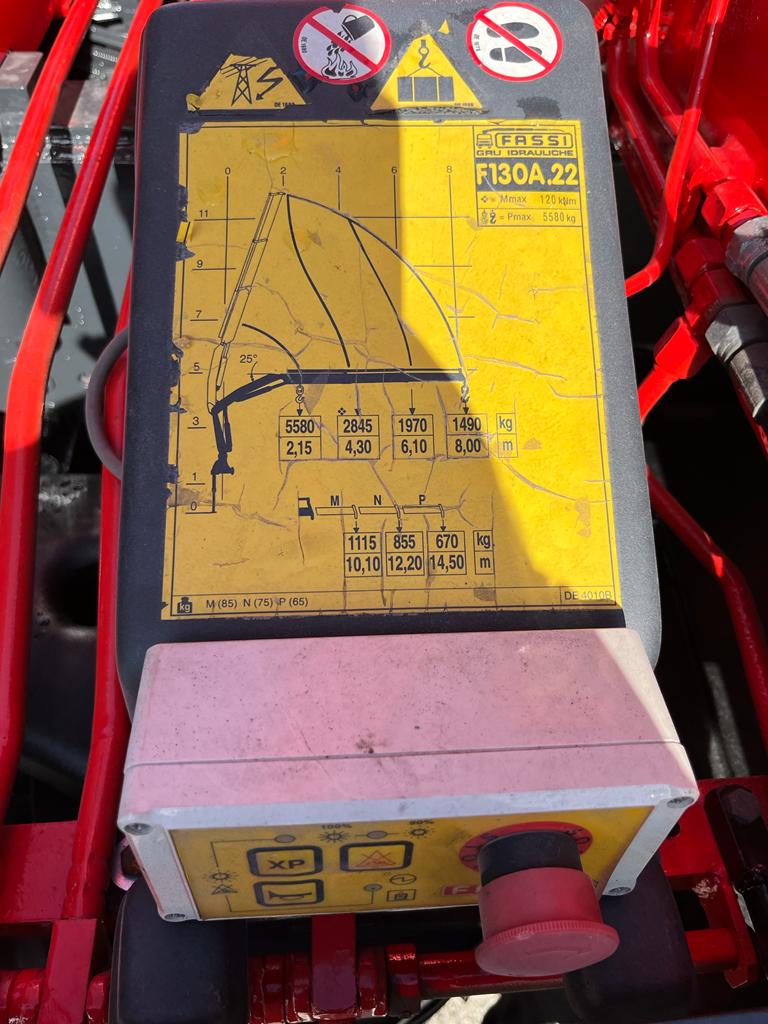 FASSI
GRU IDRAULICHE
F130A.22
= Mmax 120 kNm
= Pmax 5580 kg
0 2 4 6 8
11
9
7
5
3
1
0
25°
5580 2845 1970 1490 kg
2,15 4,30 6,10 8,00 m
M N P
1115 855 670 kg
10,10 12,20 14,50 m
kg M (85) N (75) P (65)
DE 4010B
100% 90%
XP